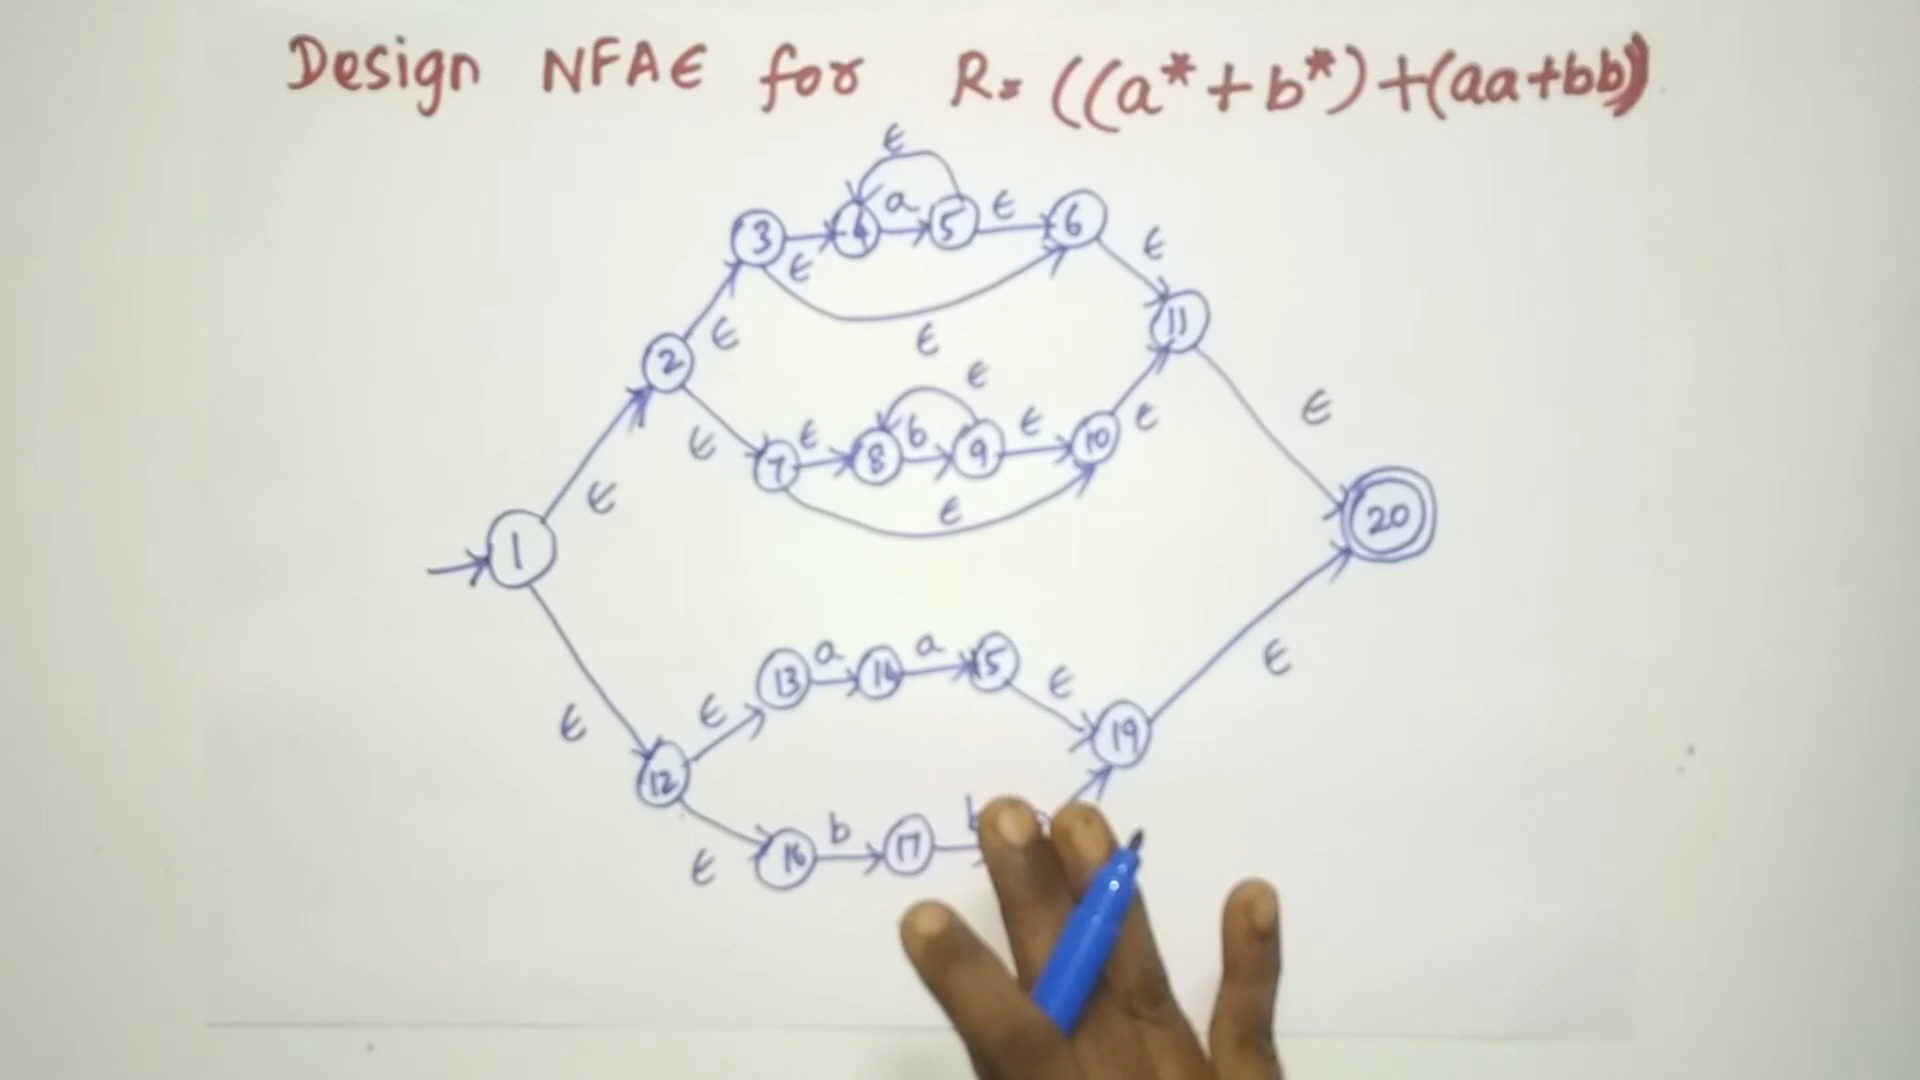 Design NFAϵ for R= ((a*+b*)+(aa+bb))
ϵ
3 ϵ 4 a 5 ϵ 6 ϵ
ϵ
11
2 ϵ
ϵ
ϵ 7 ϵ 8 b 9 ϵ 10 ϵ ϵ
ϵ
ϵ
1 20
13 a 14 a 15 ϵ
ϵ ϵ ϵ
19
12
ϵ 16 b 17